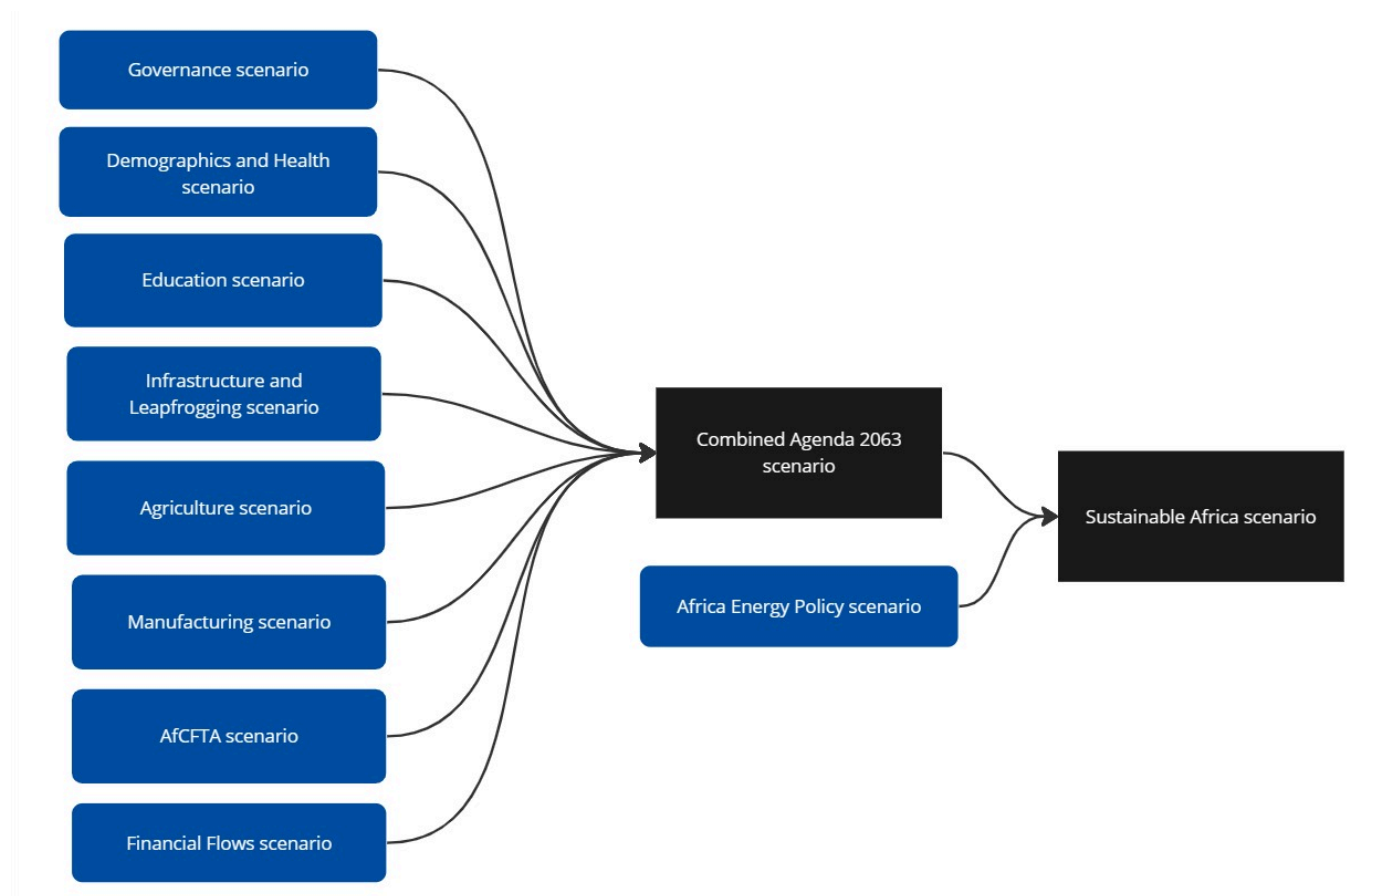 Governance scenario
Demographics and Health
scenario
Education scenario
Infrastructure and
Leapfrogging scenario
Agriculture scenario
Manufacturing scenario
AfCFTA scenario
Financial Flows scenario
Combined Agenda 2063
scenario
Africa Energy Policy scenario
Sustainable Africa scenario